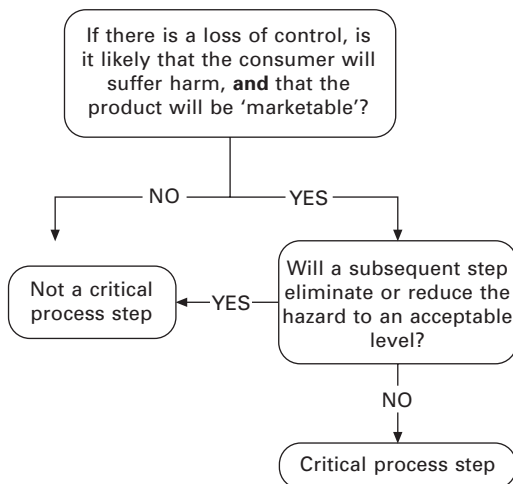 If there is a loss of control, is
it likely that the consumer will
suffer harm, and that the
product will be ‘marketable’?
NO
YES
Not a critical
process step
YES
Will a subsequent step
eliminate or reduce the
hazard to an acceptable
level?
NO
Critical process step